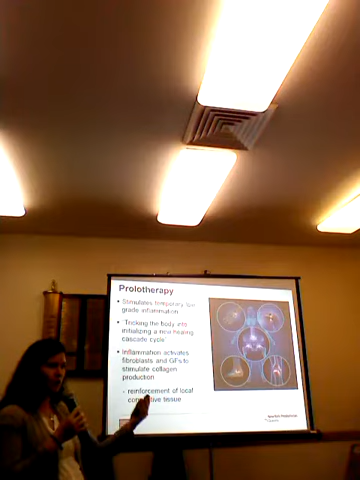 Prolotherapy
• Stimulates temporary low
grade inflammation
• 'Tricking the body into
initializing a new healing
cascade cycle'
• Inflammation activates
fibroblasts and GFs to
stimulate collagen
production
– reinforcement of local
tissue